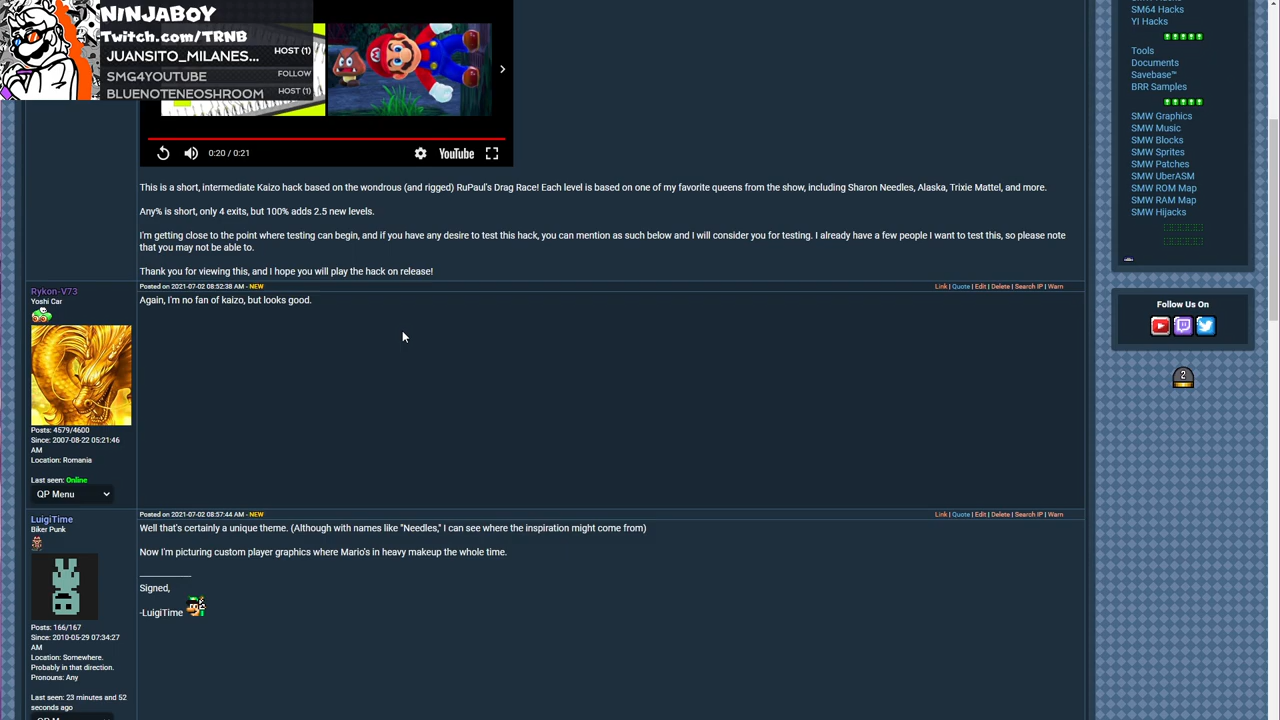 NiNJABOY
Twitch.com/TRNB
JUANSITO_MILANES... HOST (1)
SMG4YOUTUBE FOLLOW
BLUENOTENEOSHROOM HOST (1)
0:20 / 0:21
YouTube
This is a short, intermediate Kaizo hack based on the wondrous (and rigged) RuPaul's Drag Race! Each level is based on one of my favorite queens from the show, including Sharon Needles, Alaska, Trixie Mattel, and more.
Any% is short, only 4 exits, but 100% adds 2.5 new levels.
I'm getting close to the point where testing can begin, and if you have any desire to test this hack, you can mention as such below and I will consider you for testing. I already have a few people I want to test this, so please note
that you may not be able to.
Thank you for viewing this, and I hope you will play the hack on release!
Rykon-V73
Yoshi Car
Posts: 4579/4600
Since: 2007-08-22 05:21:46
AM
Location: Romania
Last seen: Online
QP Menu
Posted on 2021-07-02 08:52:38 AM - NEW
Link | Quote | Edit | Delete | Search IP | Warn
Again, I'm no fan of kaizo, but looks good.
LuigiTime
Biker Punk
Posts: 166/167
Since: 2010-05-29 07:34:27
AM
Location: Somewhere.
Probably in that direction.
Pronouns: Any
Last seen: 23 minutes and 52
seconds ago
Posted on 2021-07-02 08:57:44 AM - NEW
Link | Quote | Edit | Delete | Search IP | Warn
Well that's certainly a unique theme. (Although with names like "Needles," I can see where the inspiration might come from)
Now I'm picturing custom player graphics where Mario's in heavy makeup the whole time.
Signed,
-LuigiTime
SM64 Hacks
YI Hacks
Tools
Documents
Savebase™
BRR Samples
SMW Graphics
SMW Music
SMW Blocks
SMW Sprites
SMW Patches
SMW UberASM
SMW ROM Map
SMW RAM Map
SMW Hijacks
Follow Us On
2